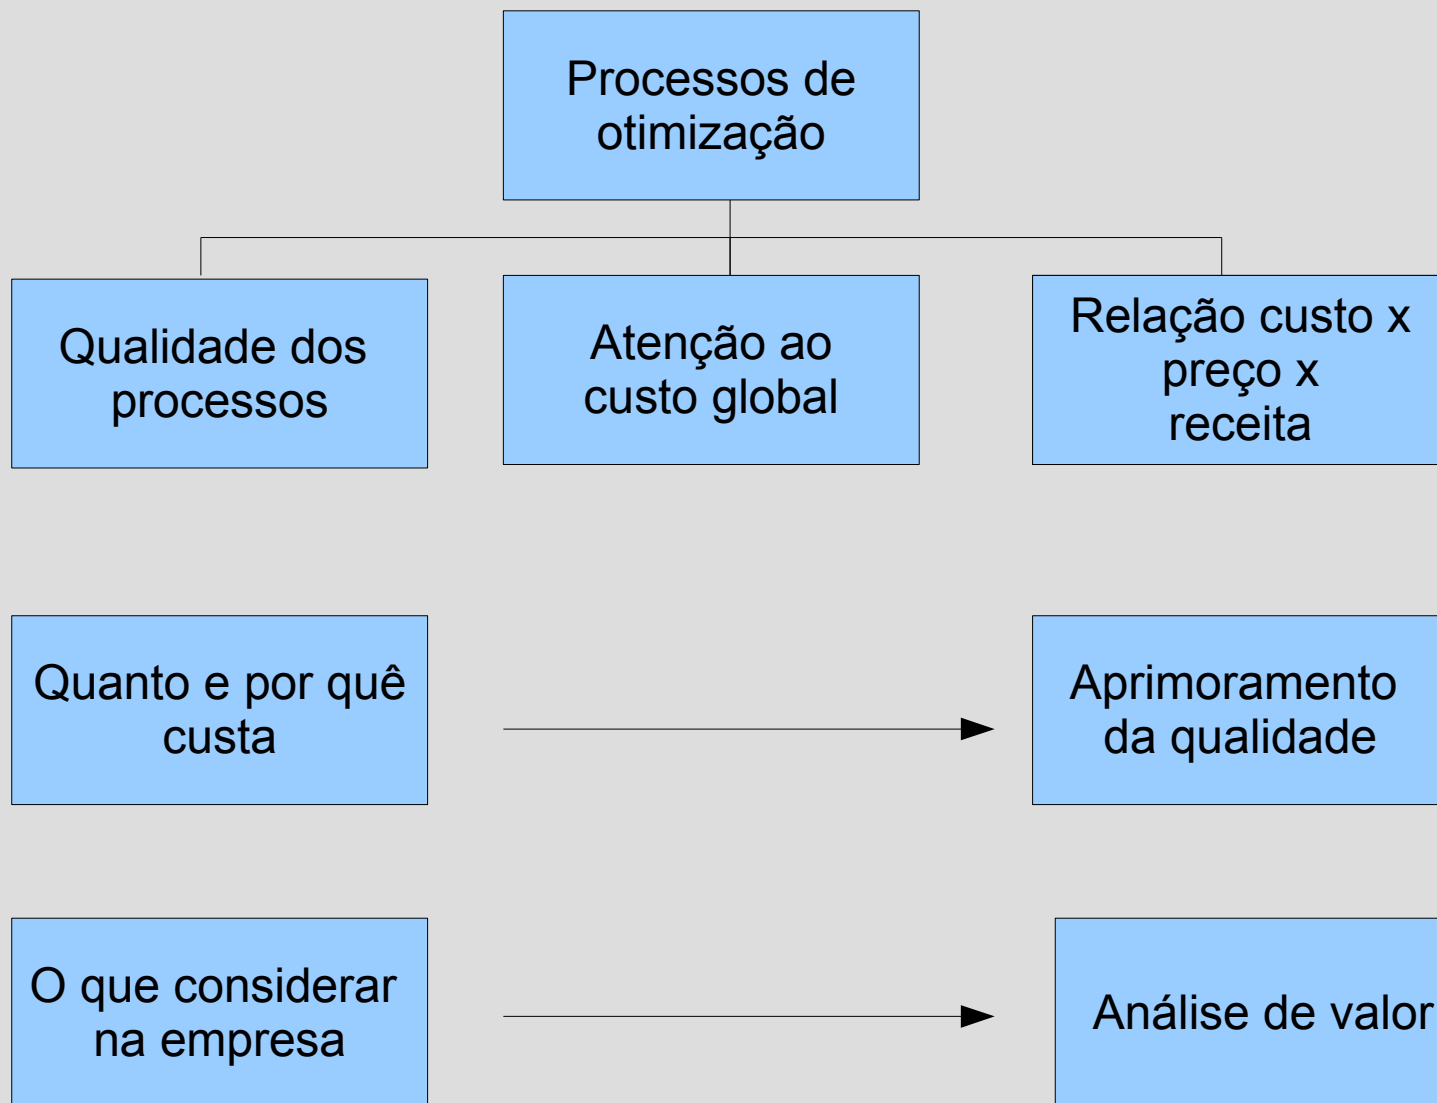 Processos de
otimização
Qualidade dos
processos
Atenção ao
custo global
Relação custo x
preço x
receita
Quanto e por quê
custa
Aprimoramento
da qualidade
O que considerar
na empresa
Análise de valor